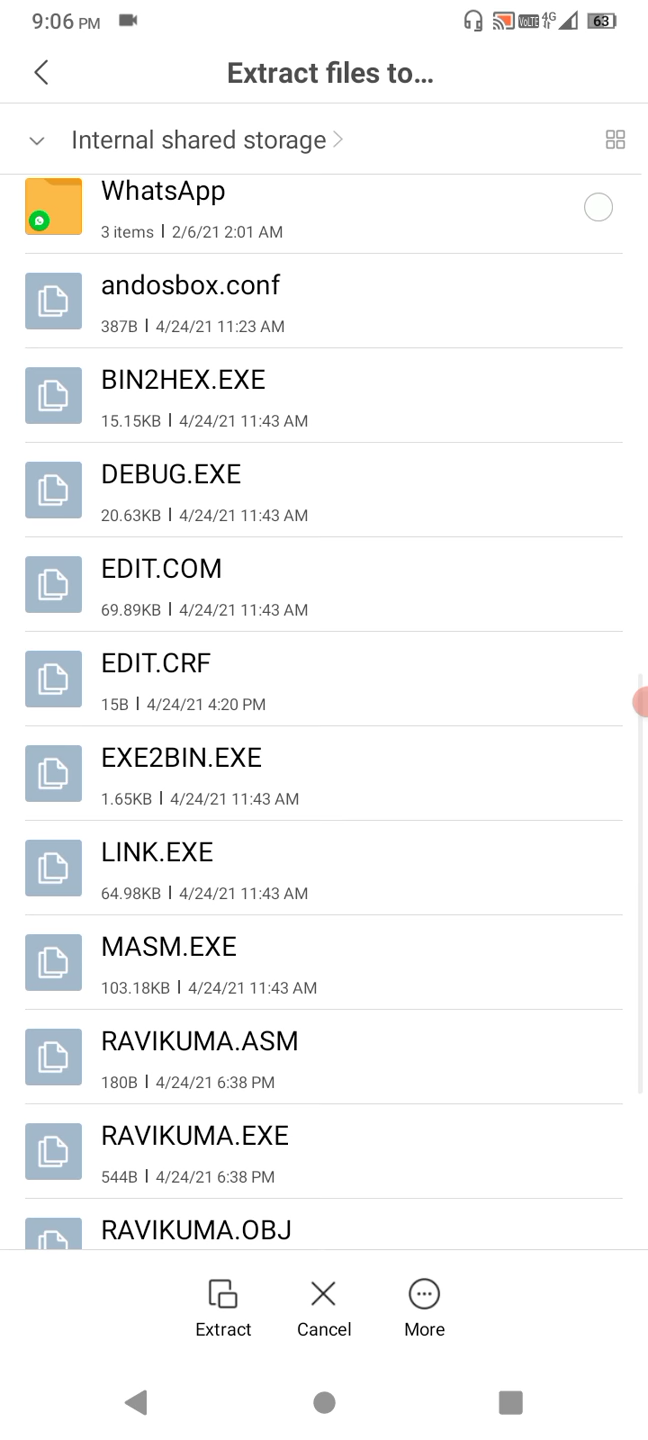 9:06 PM
VoLTE 4G 63
Extract files to...
Internal shared storage
WhatsApp
3 items | 2/6/21 2:01 AM
andosbox.conf
387B | 4/24/21 11:23 AM
BIN2HEX.EXE
15.15KB | 4/24/21 11:43 AM
DEBUG.EXE
20.63KB | 4/24/21 11:43 AM
EDIT.COM
69.89KB | 4/24/21 11:43 AM
EDIT.CRF
15B | 4/24/21 4:20 PM
EXE2BIN.EXE
1.65KB | 4/24/21 11:43 AM
LINK.EXE
64.98KB | 4/24/21 11:43 AM
MASM.EXE
103.18KB | 4/24/21 11:43 AM
RAVIKUMA.ASM
180B | 4/24/21 6:38 PM
RAVIKUMA.EXE
544B | 4/24/21 6:38 PM
RAVIKUMA.OBJ
Extract Cancel More